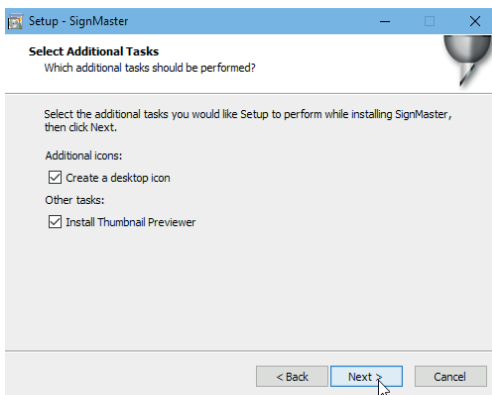 Setup - SignMaster
Select Additional Tasks
Which additional tasks should be performed?
Select the additional tasks you would like Setup to perform while installing SignMaster,
then click Next.
Additional icons:
Create a desktop icon
Other tasks:
Install Thumbnail Previewer
< Back
Next >
Cancel